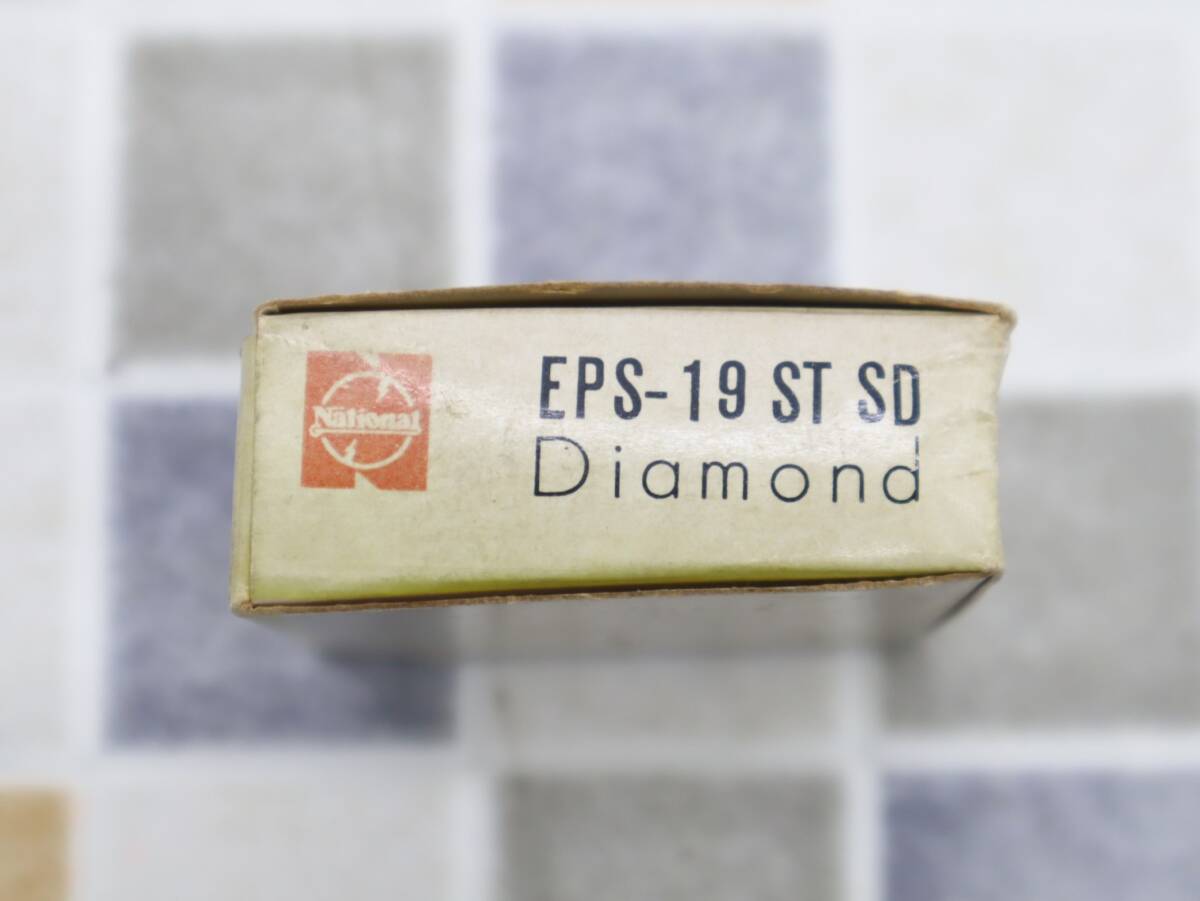 National
EPS-19 ST SD
Diamond